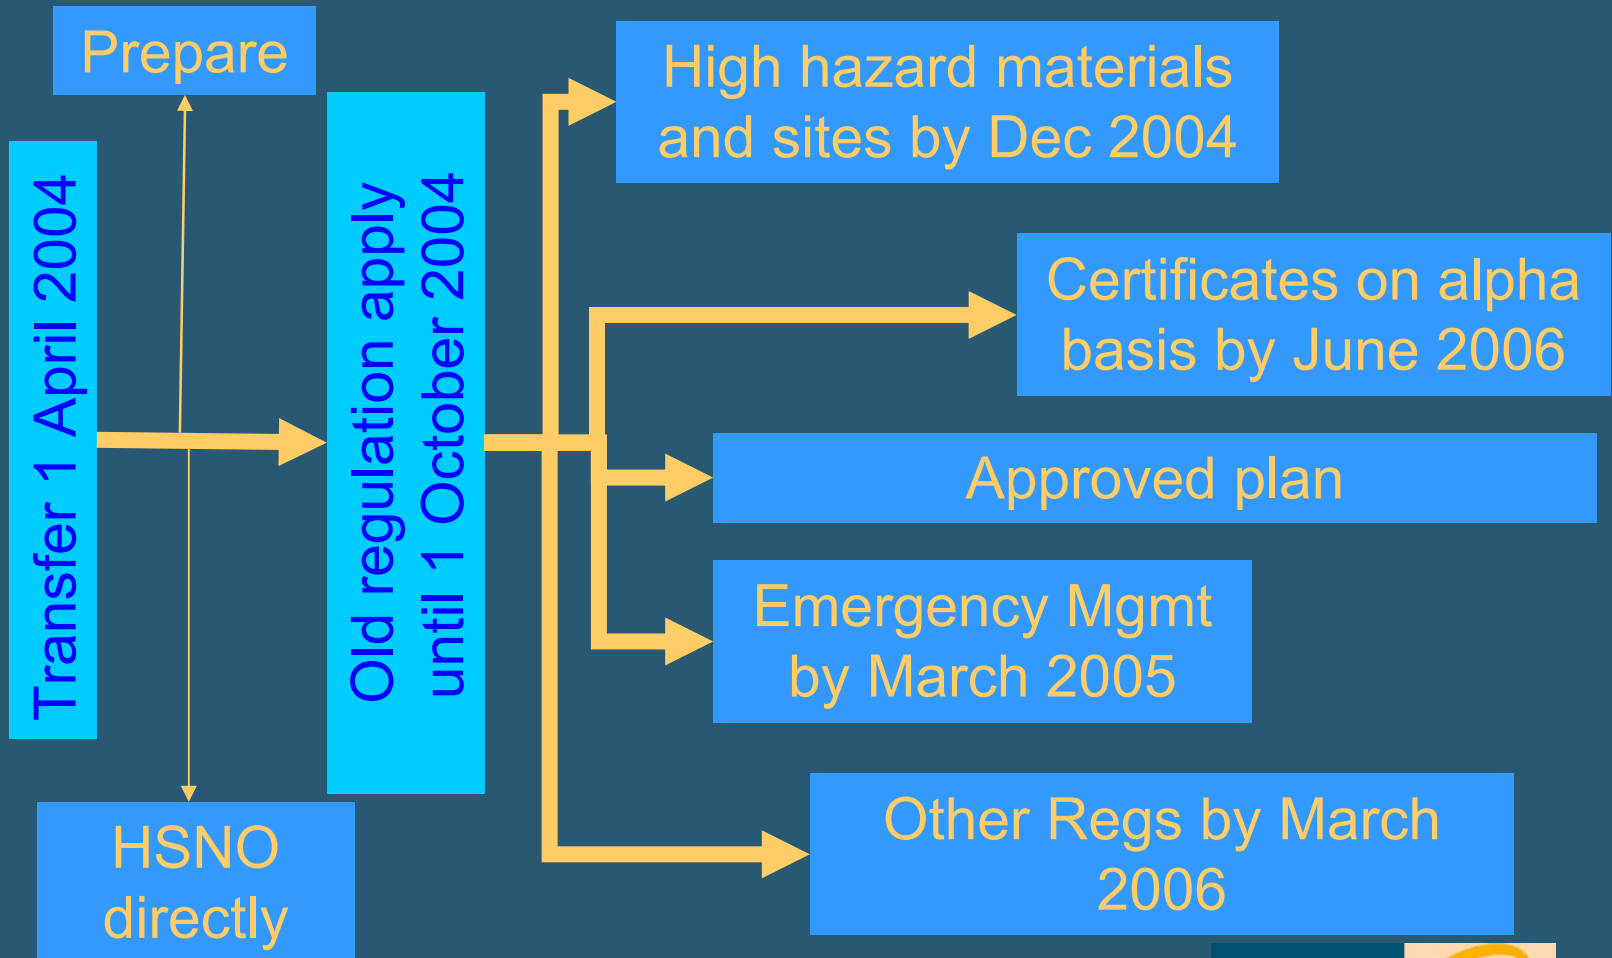 Prepare
Transfer 1 April 2004
HSNO
directly
Old regulation apply
until 1 October 2004
High hazard materials
and sites by Dec 2004
Certificates on alpha
basis by June 2006
Approved plan
Emergency Mgmt
by March 2005
Other Regs by March
2006